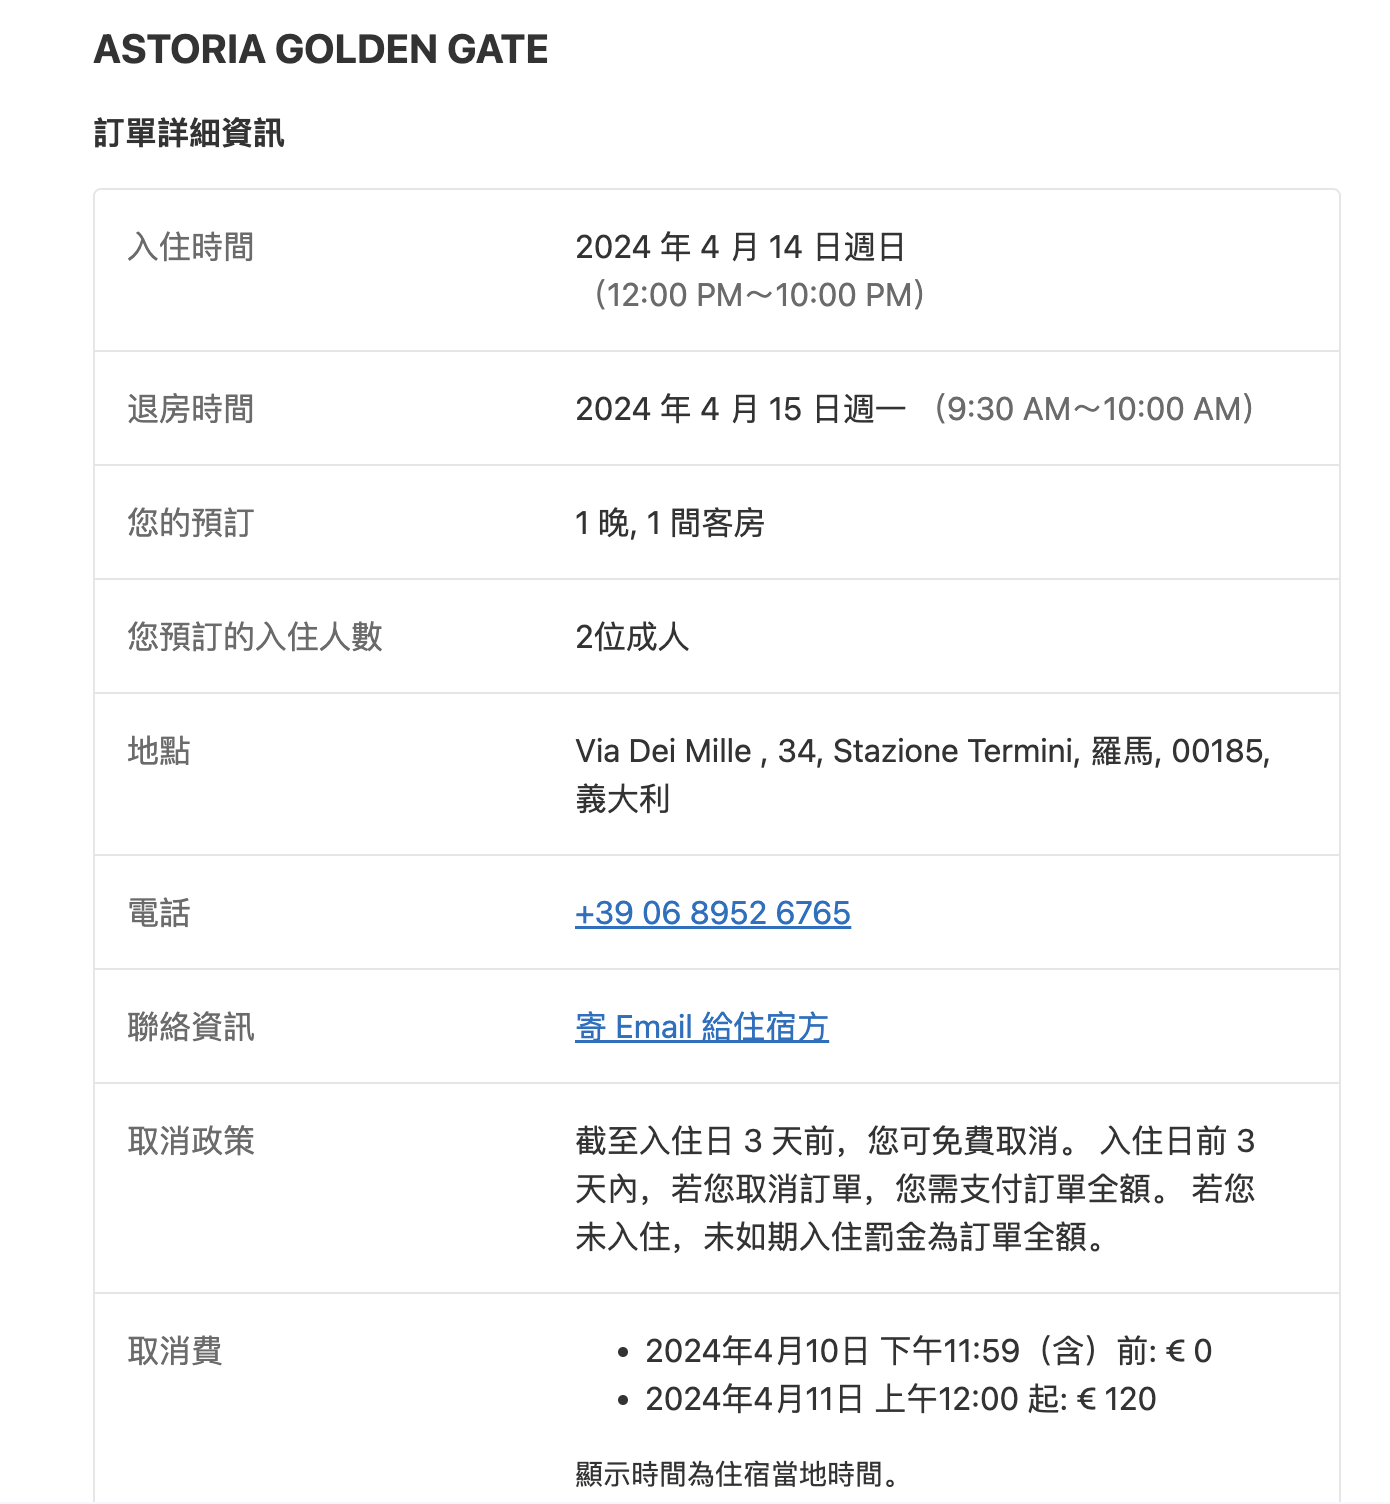 ASTORIA GOLDEN GATE
訂單詳細資訊
入住時間
2024 年 4 月 14 日週日
（12:00 PM～10:00 PM）
退房時間
2024 年 4 月 15 日週一 （9:30 AM～10:00 AM）
您的預訂
1 晚, 1 間客房
您預訂的入住人數
2位成人
地點
Via Dei Mille , 34, Stazione Termini, 羅馬, 00185,
義大利
電話
+39 06 8952 6765
聯絡資訊
寄 Email 給住宿方
取消政策
截至入住日 3 天前，您可免費取消。 入住日前 3
天內，若您取消訂單，您需支付訂單全額。 若您
未入住，未如期入住罰金為訂單全額。
取消費
• 2024年4月10日 下午11:59（含）前: € 0
• 2024年4月11日 上午12:00 起: € 120
顯示時間為住宿當地時間。